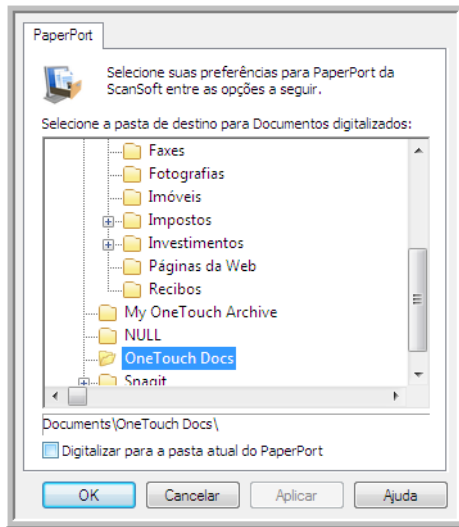 PaperPort
Selecione suas preferências para PaperPort da
ScanSoft entre as opções a seguir.
Selecione a pasta de destino para Documentos digitalizados:
Faxes
Fotografias
Imóveis
Impostos
Investimentos
Páginas da Web
Recibos
My OneTouch Archive
NULL
OneTouch Docs
Snagit
Documents\OneTouch Docs\
Digitalizar para a pasta atual do PaperPort
OK Cancelar Aplicar Ajuda